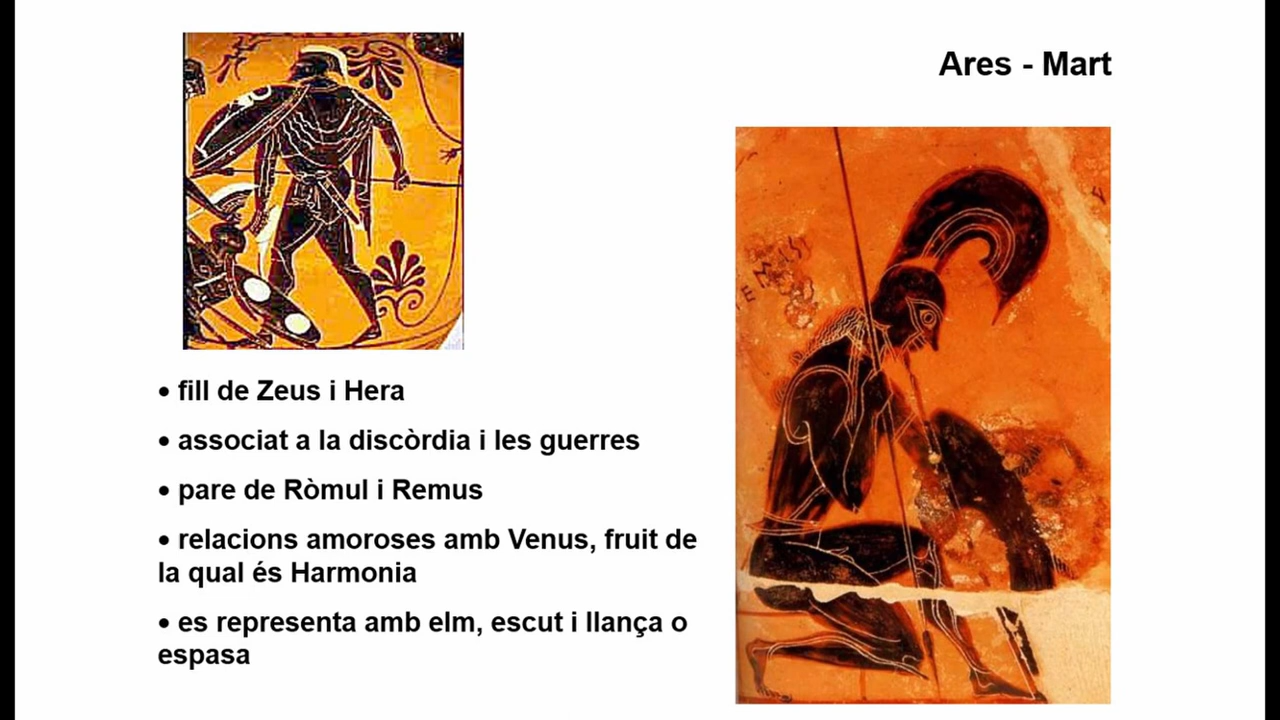 Ares - Mart
• fill de Zeus i Hera
• associat a la discòrdia i les guerres
• pare de Ròmul i Remus
• relacions amoroses amb Venus, fruit de
la qual és Harmonia
• es representa amb elm, escut i llança o
espasa